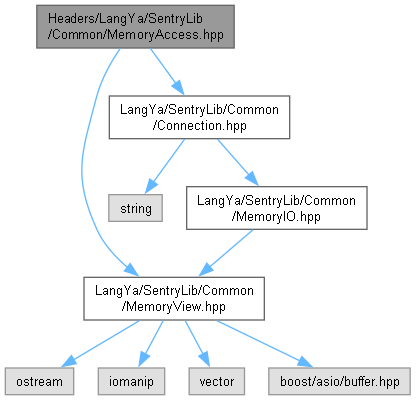 Headers/LangYa/SentryLib
/Common/MemoryAccess.hpp
LangYa/SentryLib/Common
/Connection.hpp
string
LangYa/SentryLib/Common
/MemoryIO.hpp
LangYa/SentryLib/Common
/MemoryView.hpp
ostream
iomanip
vector
boost/asio/buffer.hpp